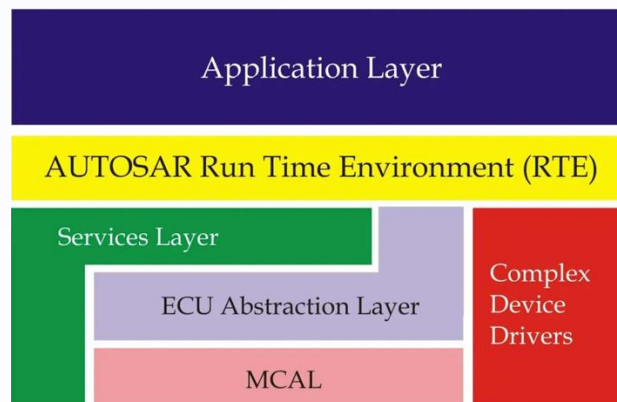 Application Layer
AUTOSAR Run Time Environment (RTE)
Services Layer
ECU Abstraction Layer
MCAL
Complex
Device
Drivers